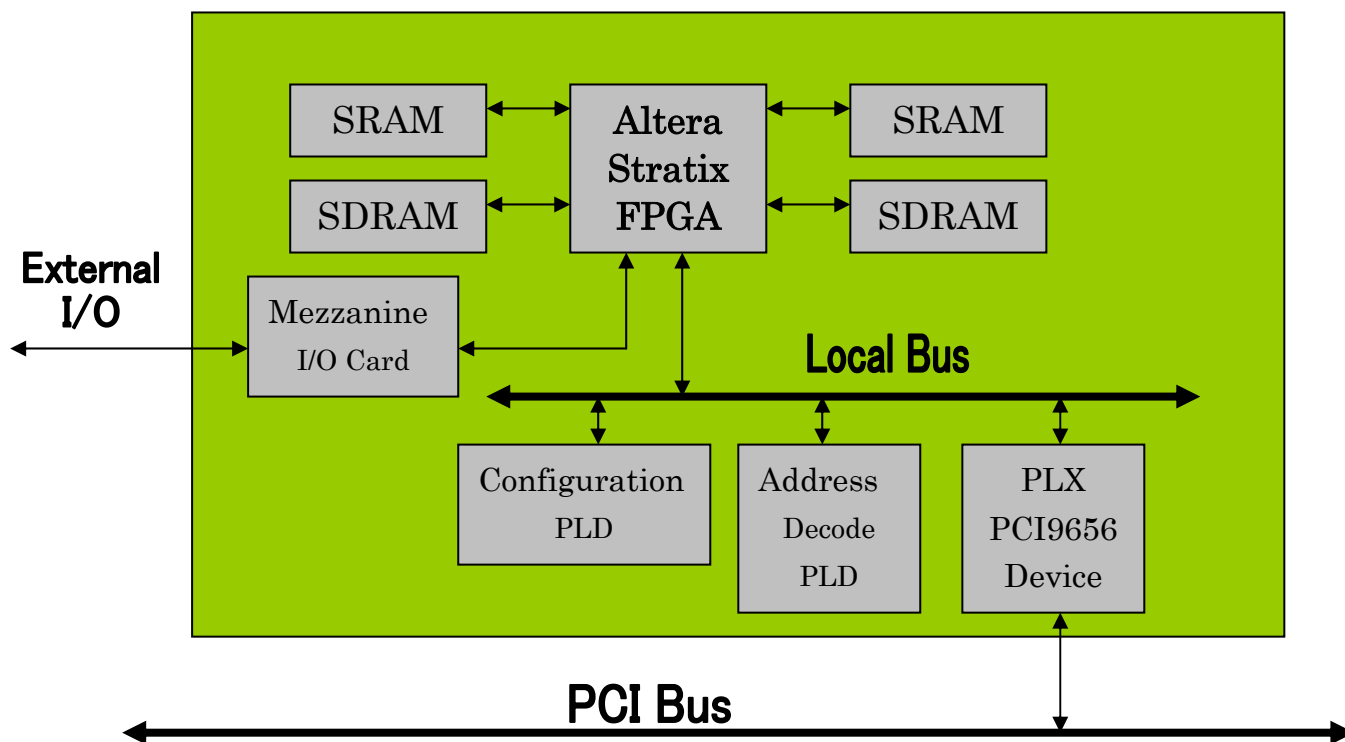 SRAM
Altera
Stratix
FPGA
SRAM
SDRAM
SDRAM
External
I/O
Mezzanine
I/O Card
Local Bus
Configuration
PLD
Address
Decode
PLD
PLX
PCI9656
Device
PCI Bus